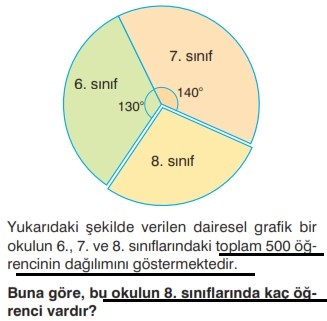 7. sınıf
6. sınıf
140°
130°
8. sınıf
Yukarıdaki şekilde verilen dairesel grafik bir
okulun 6., 7. ve 8. sınıflarındaki toplam 500 öğ-
rencinin dağılımını göstermektedir.
Buna göre, bu okulun 8. sınıflarında kaç öğ-
renci vardır?